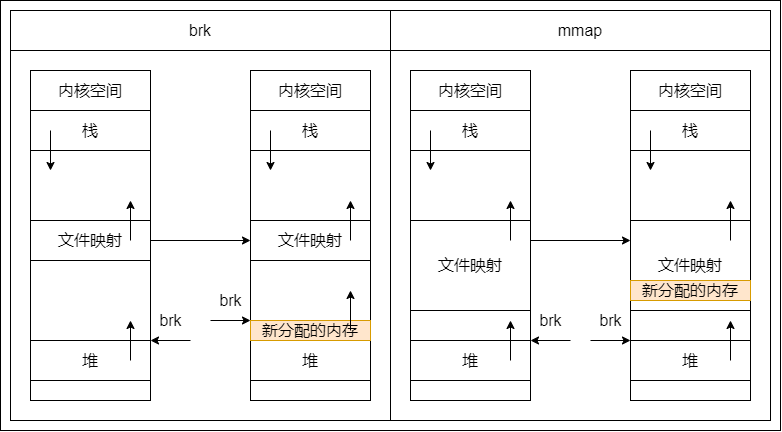 brk
mmap
内核空间
内核空间
内核空间
内核空间
栈
栈
栈
栈
文件映射
文件映射
文件映射
文件映射
新分配的内存
brk
brk
新分配的内存
brk
brk
堆
堆
堆
堆